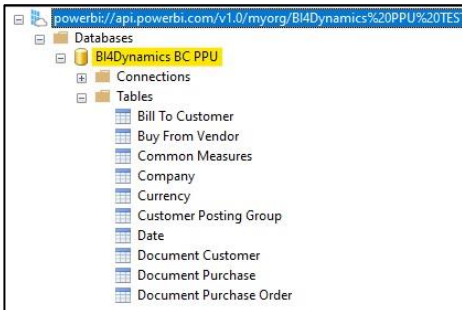 powerbi://api.powerbi.com/v1.0/myorg/BI4Dynamics%20PPU%20TEST
Databases
BI4Dynamics BC PPU
Connections
Tables
Bill To Customer
Buy From Vendor
Common Measures
Company
Currency
Customer Posting Group
Date
Document Customer
Document Purchase
Document Purchase Order